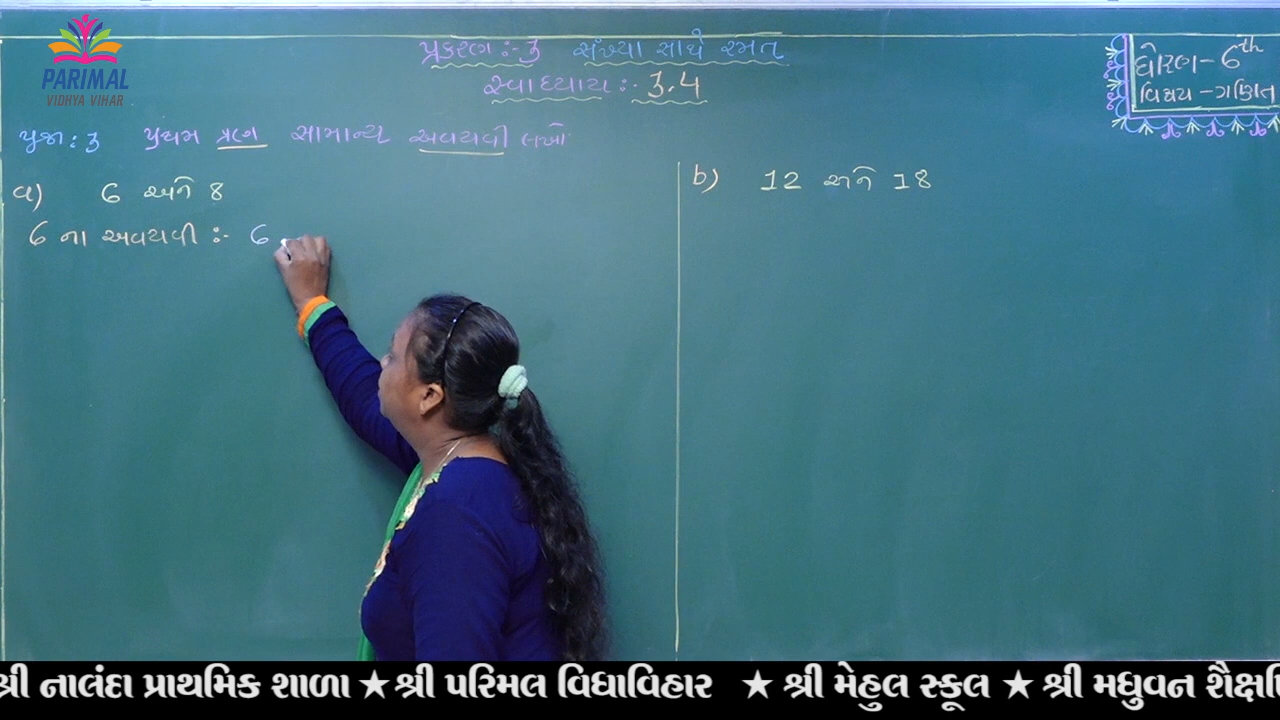 PARIMAL
VIDHYA VIHAR
પ્રકરણ :- 3 સંખ્યા સાથે રમત
સ્વાધ્યાય :- 3.4
ધોરણ - 6th
વિષય - ગણિત
પ્રશ્ન : 3 પ્રથમ ત્રણ સામાન્ય અવયવી લખો
a) 6 અને 8
6 ના અવયવી :- 6
b) 12 અને 18
શ્રી નાલંદા પ્રાથમિક શાળા ★ શ્રી પરિમલ વિદ્યાવિહાર ★ શ્રી મેહુલ સ્કૂલ ★ શ્રી મધુવન